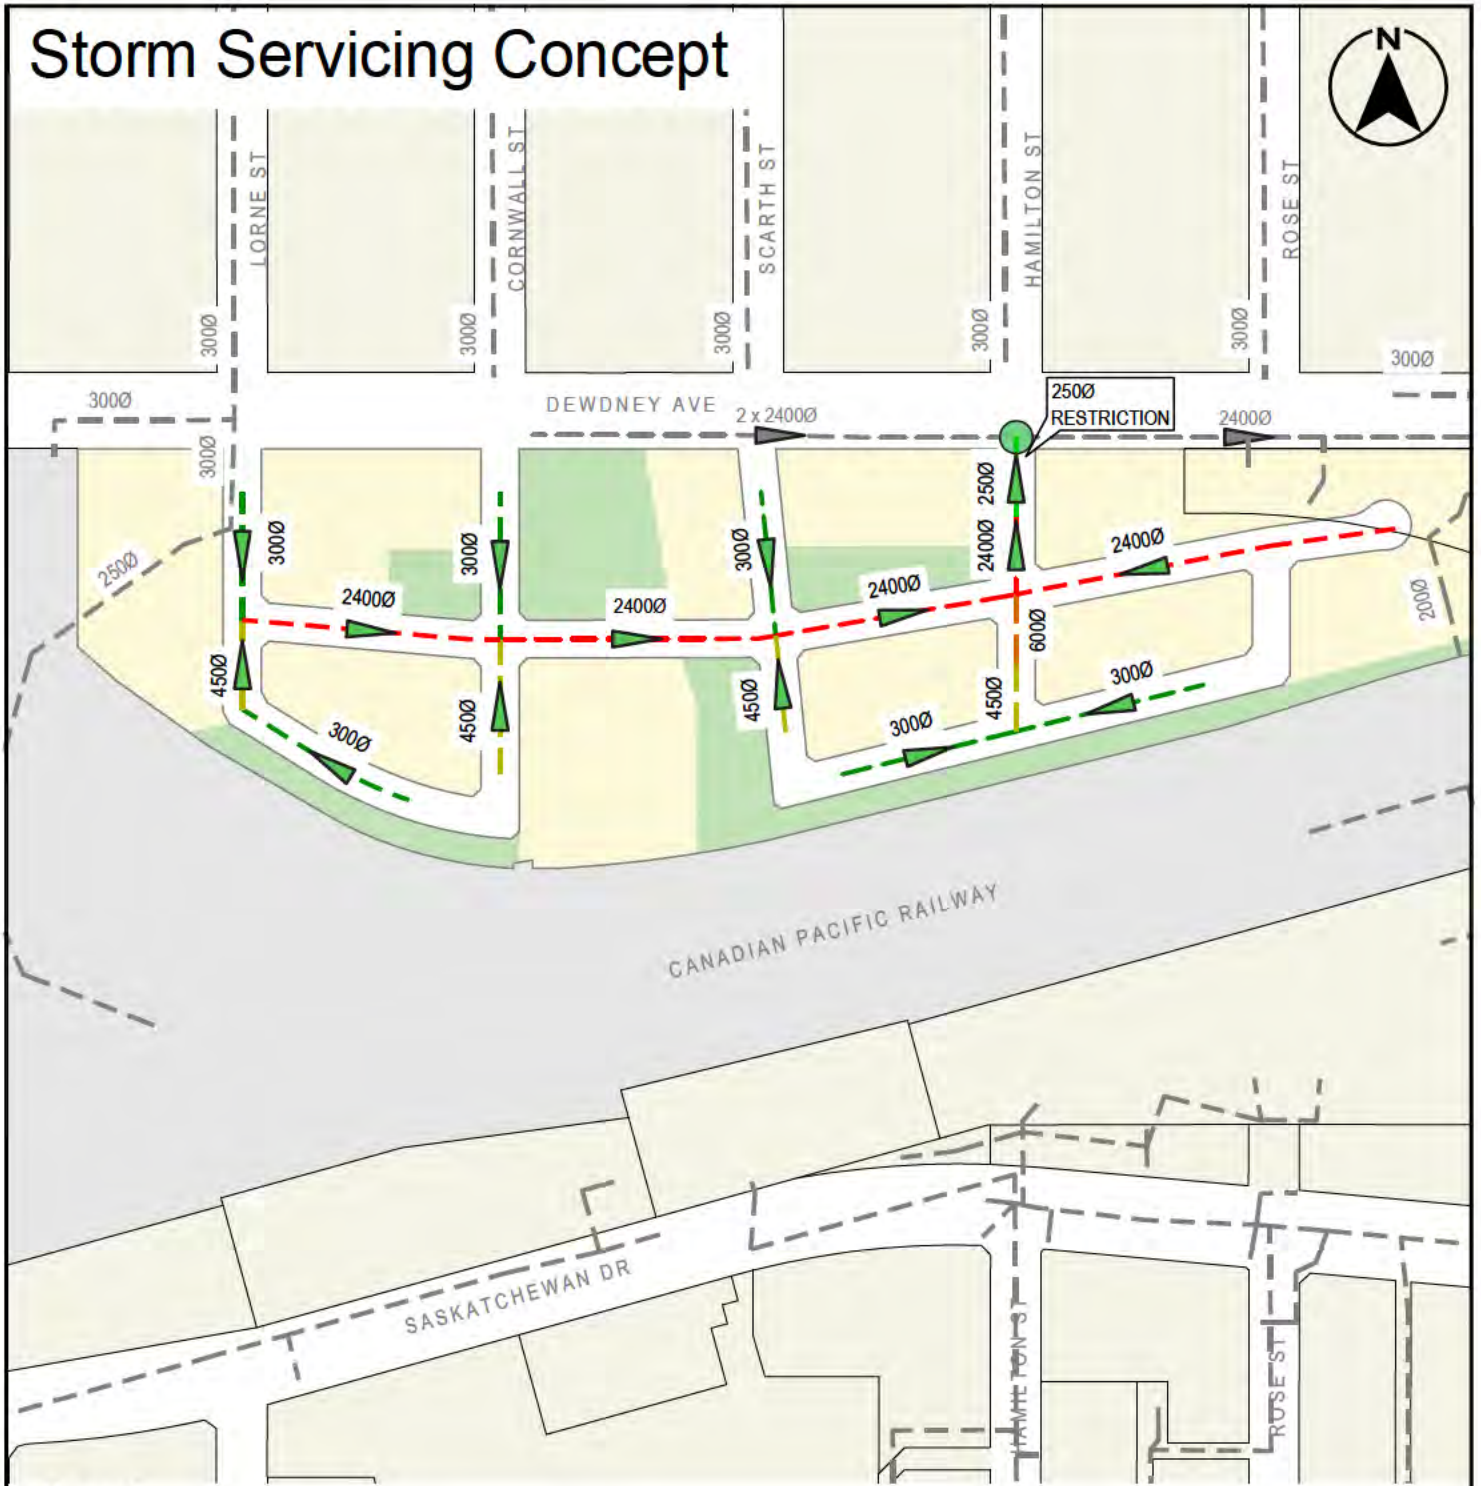 Storm Servicing Concept
N
LORNE ST
CORNWALL ST
SCARTH ST
HAMILTON ST
ROSE ST
300Ø
300Ø
300Ø
300Ø
300Ø
300Ø
300Ø
DEWDNEY AVE
2 x 2400Ø
250Ø
RESTRICTION
2400Ø
300Ø
250Ø
300Ø
300Ø
300Ø
2400Ø
250Ø
2400Ø
2400Ø
2400Ø
2400Ø
200Ø
600Ø
450Ø
450Ø
450Ø
450Ø
300Ø
300Ø
300Ø
CANADIAN PACIFIC RAILWAY
SASKATCHEWAN DR
HAMILTON ST
ROSE ST